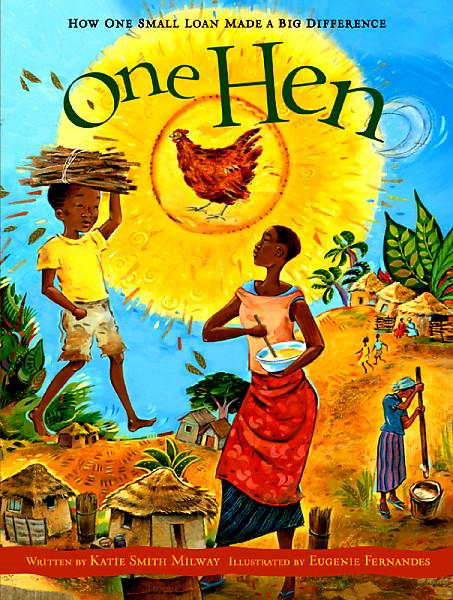 How One Small Loan Made a Big Difference
One Hen
Written by Katie Smith Milway Illustrated by Eugenie Fernandes